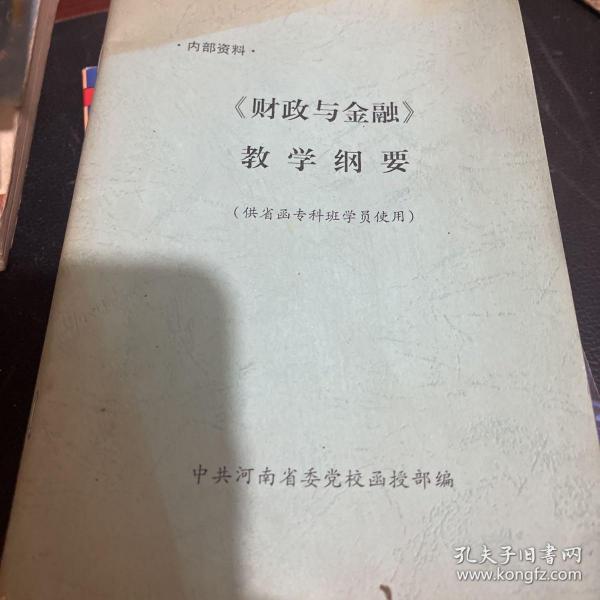 ·内部资料·
《财政与金融》
教学纲要
(供省函专科班学员使用)
中共河南省委党校函授部编
孔夫子旧书网
www.kongfz.com